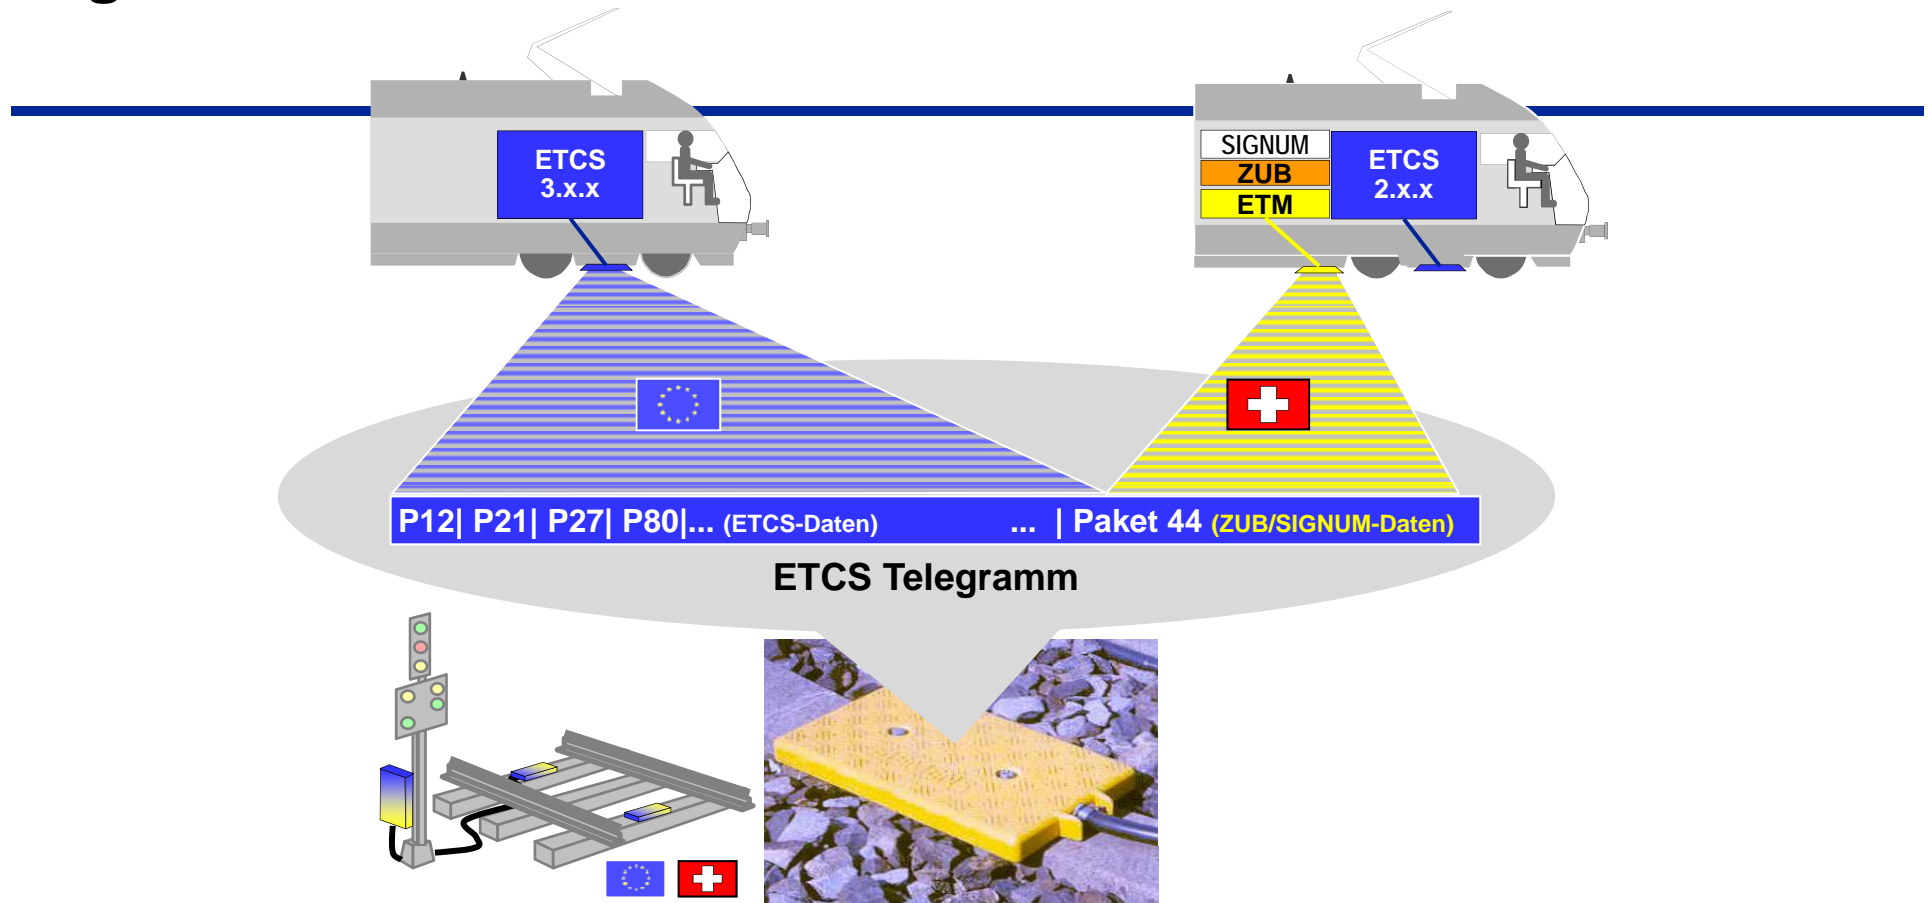 ETCS
3.x.x
SIGNUM
ZUB
ETM
ETCS
2.x.x
P12| P21| P27| P80|... (ETCS-Daten) ... | Paket 44 (ZUB/SIGNUM-Daten)
ETCS Telegramm